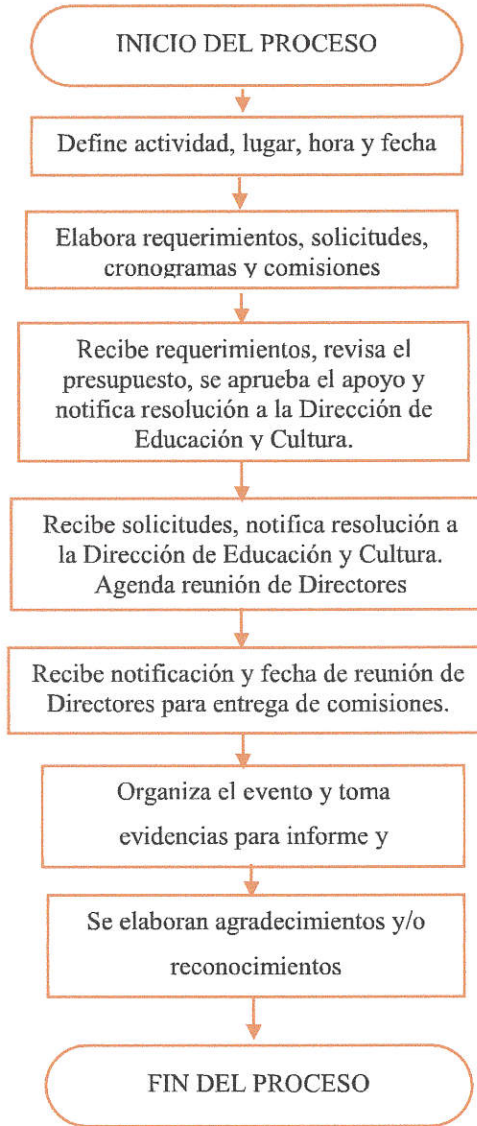 INICIO DEL PROCESO
Define actividad, lugar, hora y fecha
Elabora requerimientos, solicitudes,
cronogramas y comisiones
Recibe requerimientos, revisa el
presupuesto, se aprueba el apoyo y
notifica resolución a la Dirección de
Educación y Cultura.
Recibe solicitudes, notifica resolución a
la Dirección de Educación y Cultura.
Agenda reunión de Directores
Recibe notificación y fecha de reunión de
Directores para entrega de comisiones.
Organiza el evento y toma
evidencias para informe y
Se elaboran agradecimientos y/o
reconocimientos
FIN DEL PROCESO